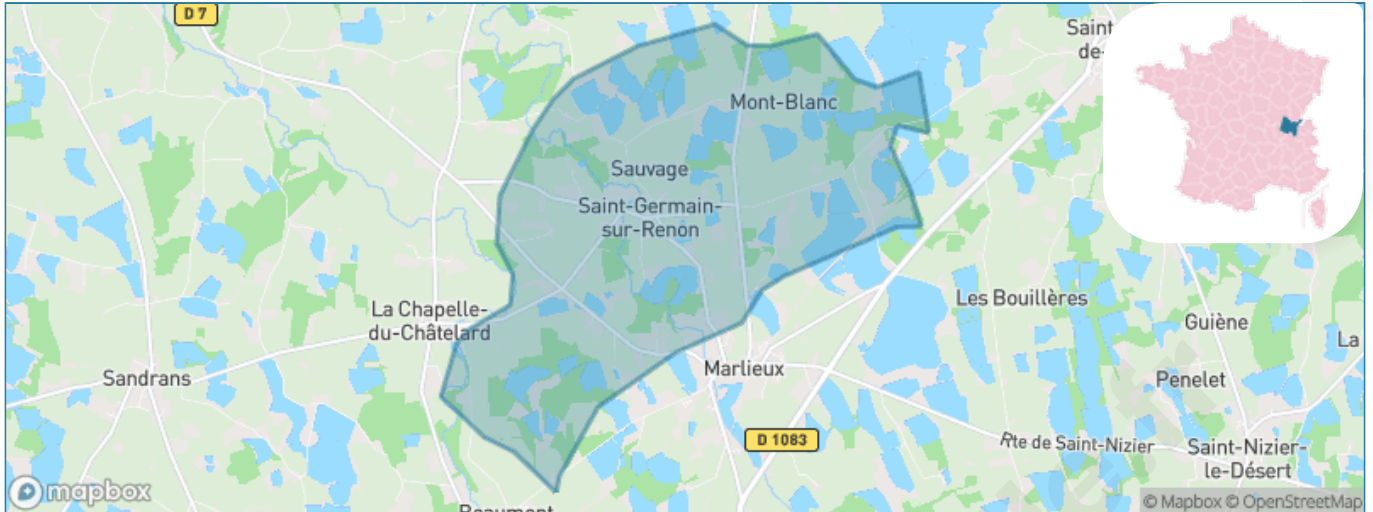 D 7
Saint
de-
Mont-Blanc
Sauvage
Saint-Germain-
sur-Renon
La Chapelle-
du-Châtelard
Les Bouillères
Guiène
La
Sandrans
Marlieux
Penelet
D 1083
Rte de Saint-Nizier
Saint-Nizier-
le-Désert
mapbox
© Mapbox © OpenStreetMap